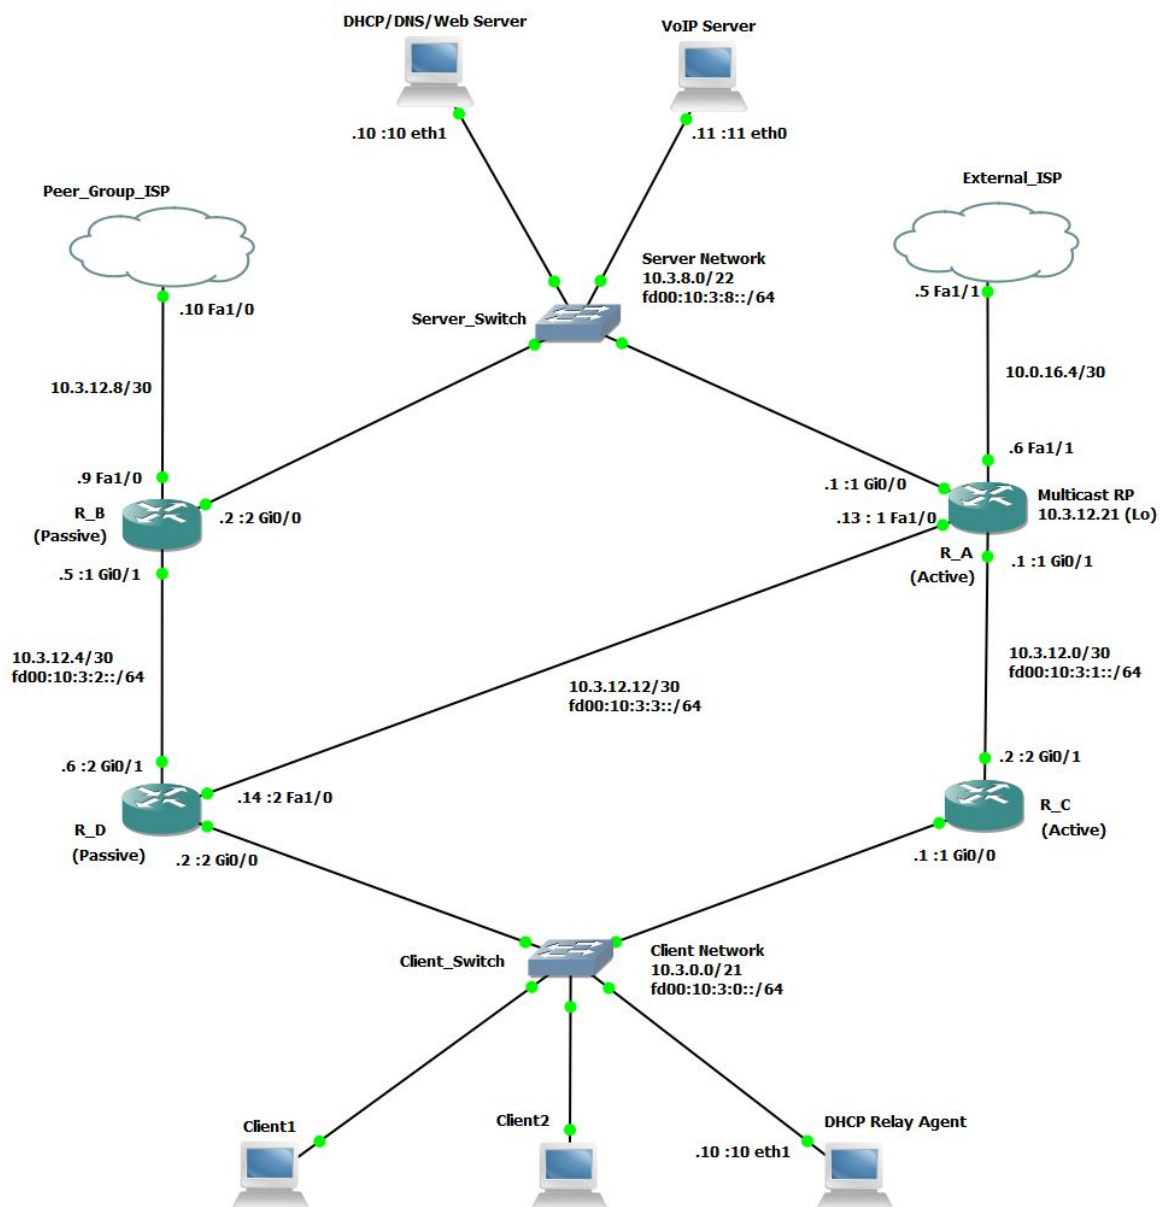 DHCP/DNS/Web Server
VoIP Server
.10 :10 eth1
.11 :11 eth0
Peer_Group_ISP
External_ISP
Server Network
10.3.8.0/22
fd00:10:3:8::/64
.10 Fa1/0
.5 Fa1/1
Server_Switch
10.3.12.8/30
10.0.16.4/30
.9 Fa1/0
.6 Fa1/1
R_B
(Passive)
.2 :2 Gi0/0
.1 :1 Gi0/0
.13 : 1 Fa1/0
Multicast RP
10.3.12.21 (Lo)
R_A
(Active)
.5 :1 Gi0/1
.1 :1 Gi0/1
10.3.12.4/30
fd00:10:3:2::/64
10.3.12.12/30
fd00:10:3:3::/64
10.3.12.0/30
fd00:10:3:1::/64
.6 :2 Gi0/1
.2 :2 Gi0/1
.14 :2 Fa1/0
R_D
(Passive)
.2 :2 Gi0/0
R_C
(Active)
.1 :1 Gi0/0
Client_Switch
Client Network
10.3.0.0/21
fd00:10:3:0::/64
Client1
Client2
DHCP Relay Agent
.10 :10 eth1